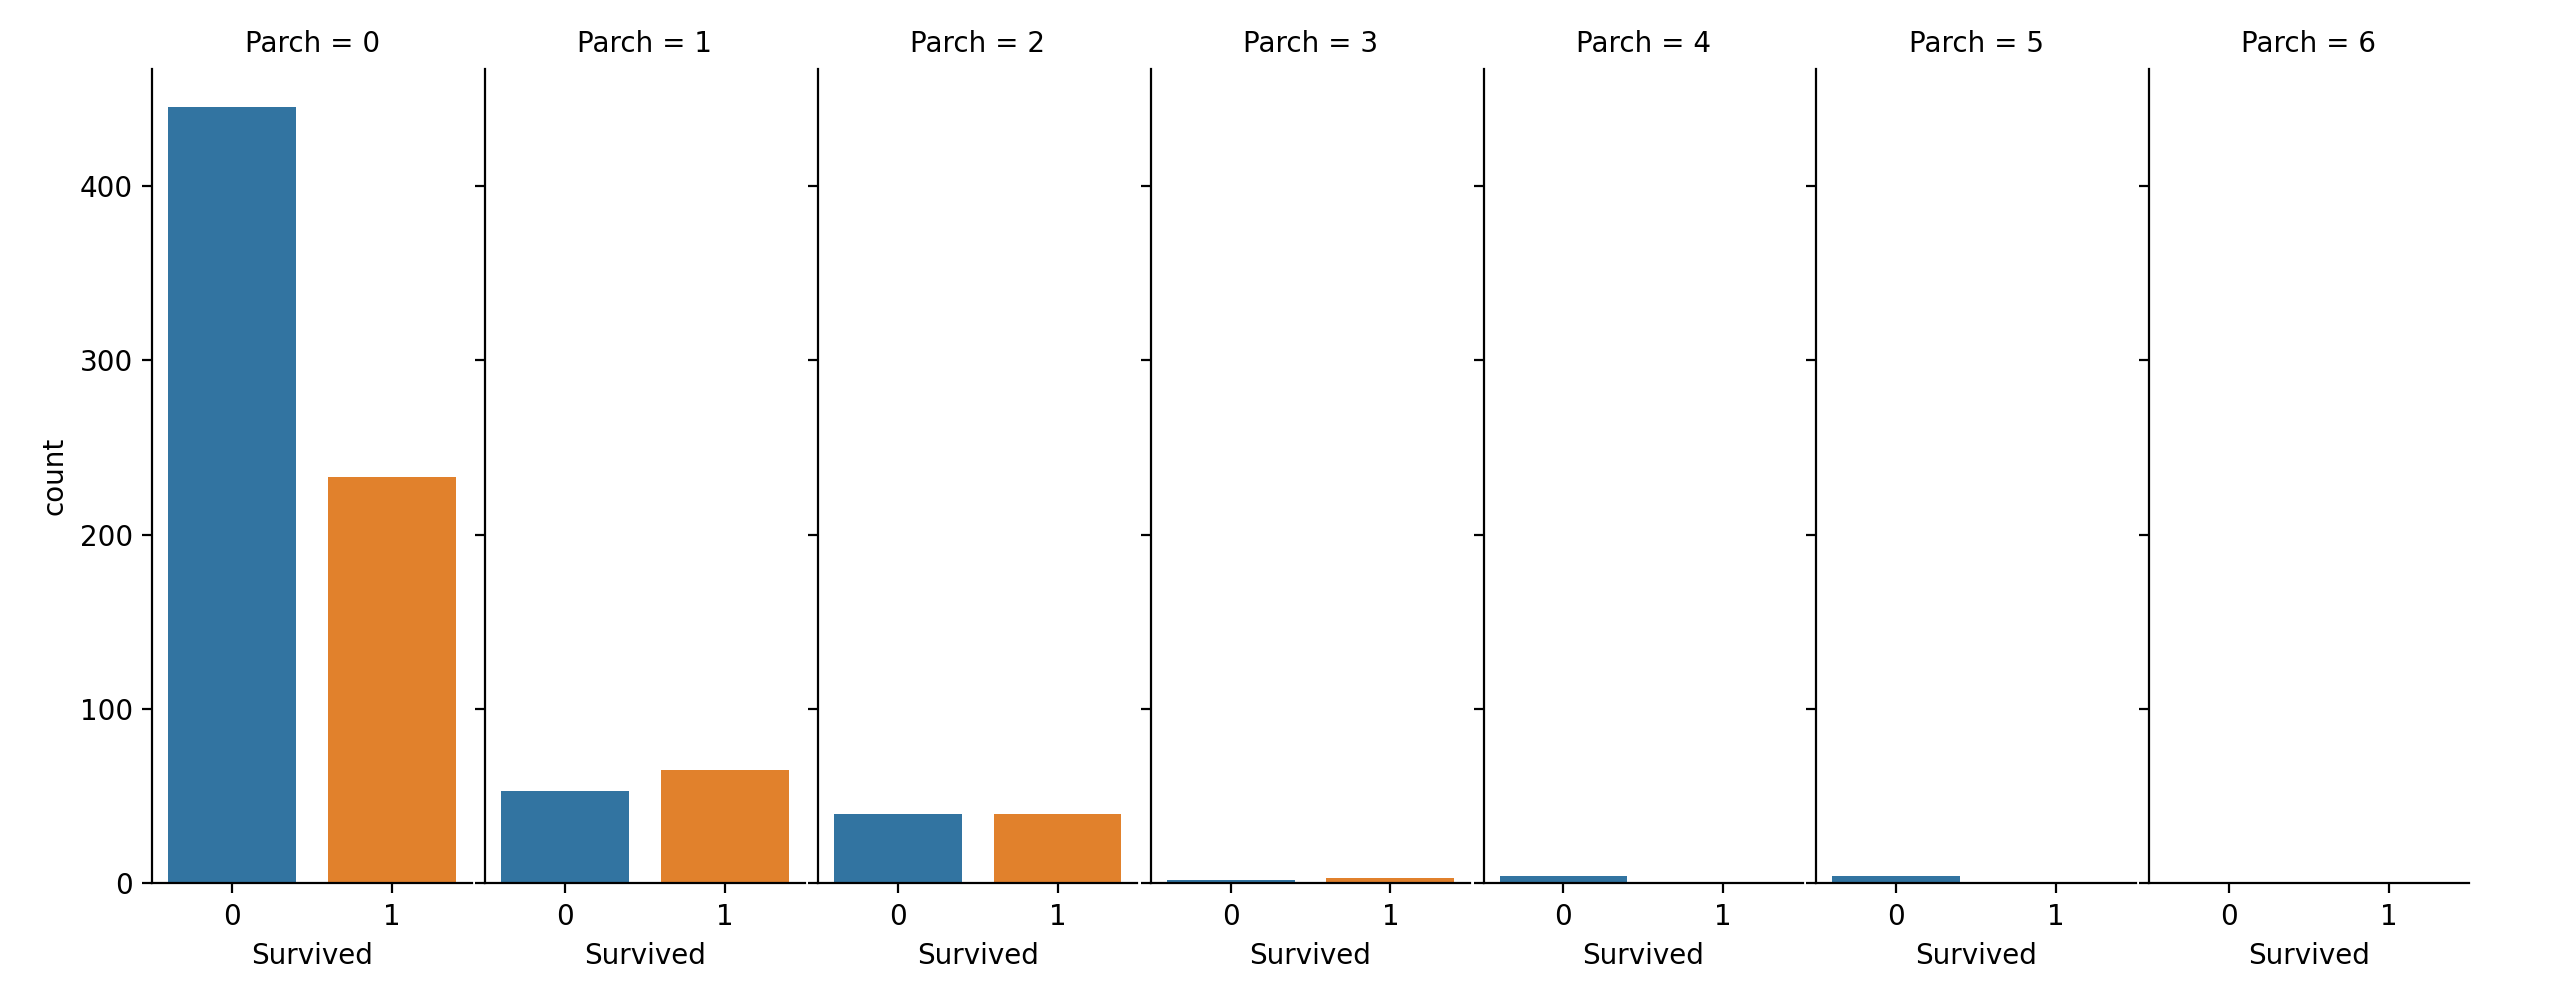 Parch = 0 Parch = 1 Parch = 2 Parch = 3 Parch = 4 Parch = 5 Parch = 6
400
300
count
200
100
0
0 1 0 1 0 1 0 1 0 1 0 1 0 1
Survived Survived Survived Survived Survived Survived Survived